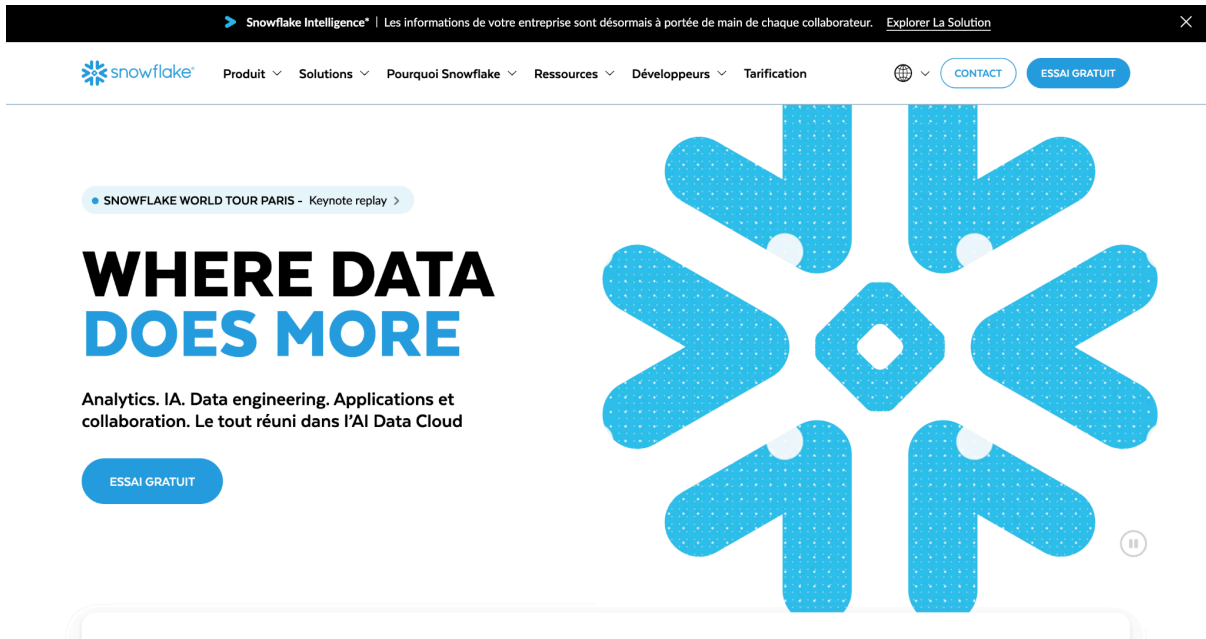 Snowflake Intelligence* | Les informations de votre entreprise sont désormais à portée de main de chaque collaborateur. Explorer La Solution
snowflake® Produit Solutions Pourquoi Snowflake Ressources Développeurs Tarification CONTACT ESSAI GRATUIT
SNOWFLAKE WORLD TOUR PARIS - Keynote replay
WHERE DATA
DOES MORE
Analytics. IA. Data engineering. Applications et
collaboration. Le tout réuni dans l’AI Data Cloud
ESSAI GRATUIT